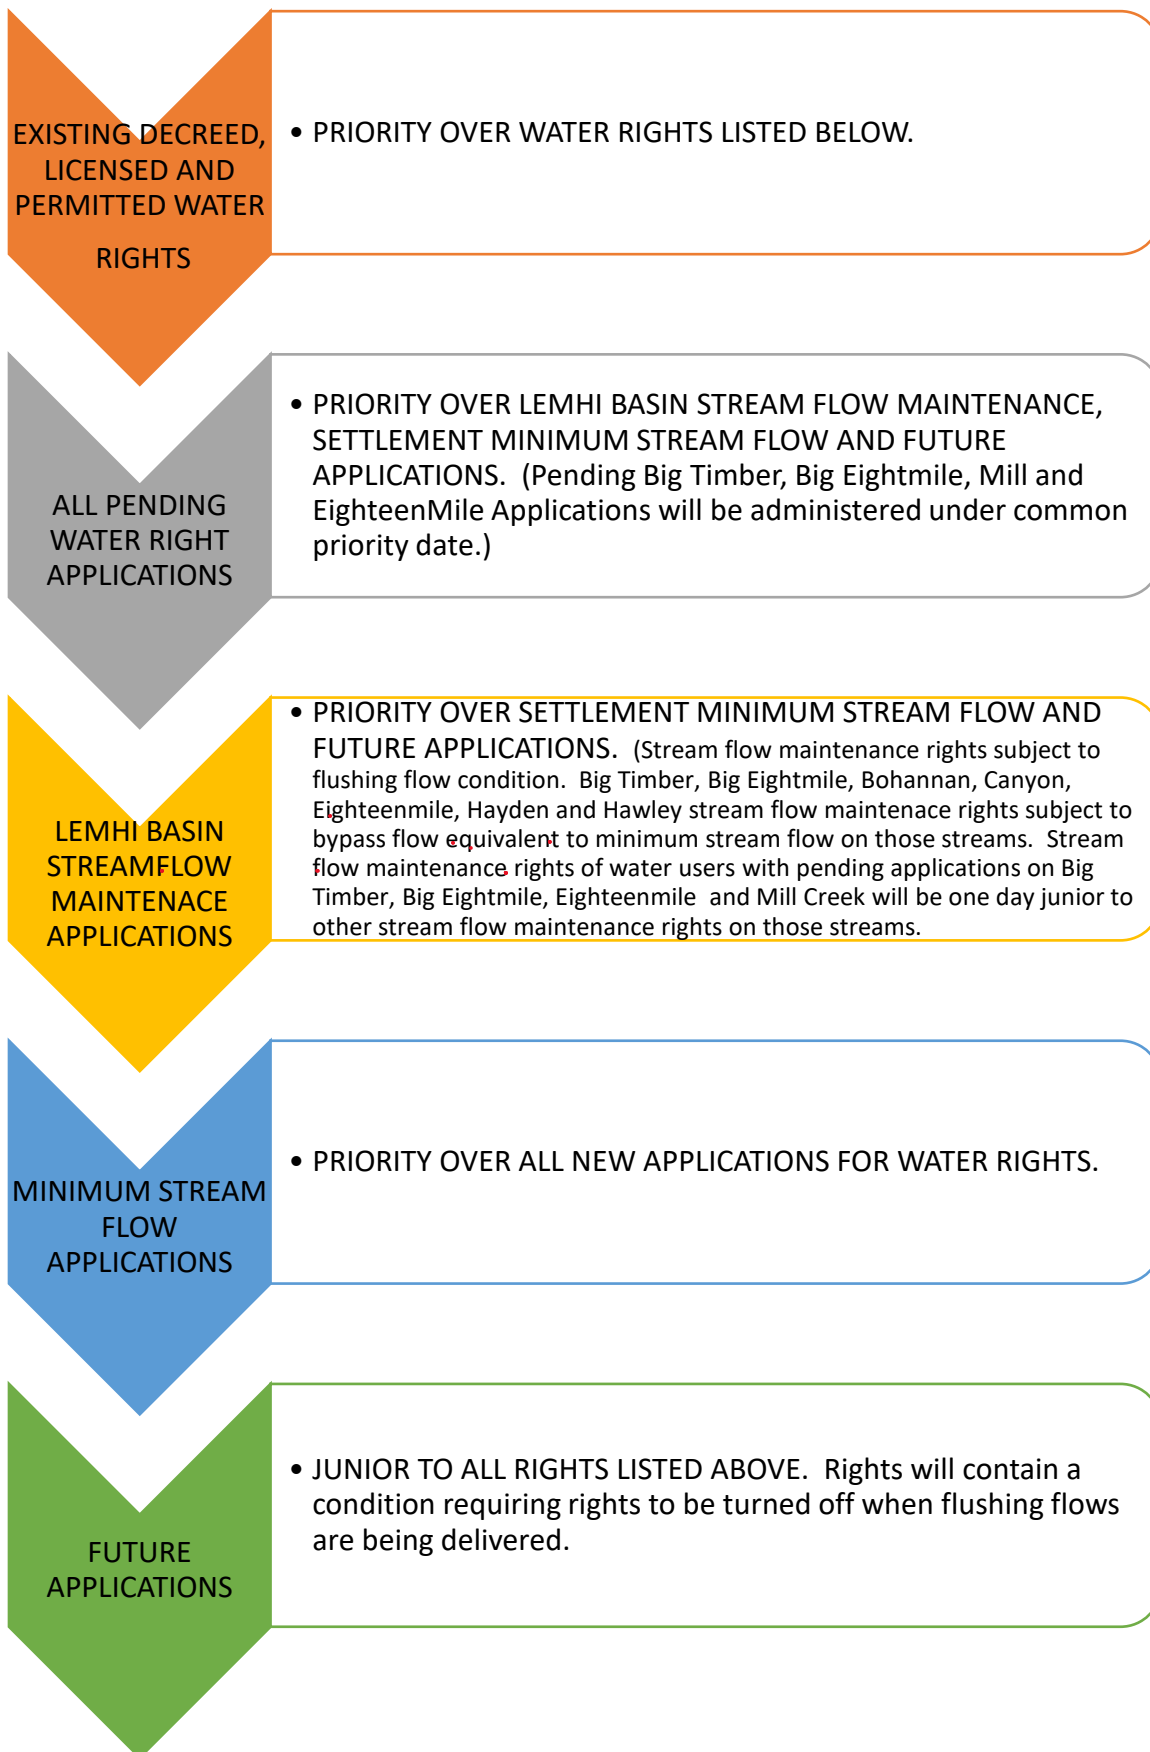 EXISTING DECREED,
LICENSED AND
PERMITTED WATER
RIGHTS
• PRIORITY OVER WATER RIGHTS LISTED BELOW.
ALL PENDING
WATER RIGHT
APPLICATIONS
• PRIORITY OVER LEMHI BASIN STREAM FLOW MAINTENANCE,
SETTLEMENT MINIMUM STREAM FLOW AND FUTURE
APPLICATIONS.  (Pending Big Timber, Big Eightmile, Mill and
EighteenMile Applications will be administered under common
priority date.)
LEMHI BASIN
STREAMFLOW
MAINTENACE
APPLICATIONS
• PRIORITY OVER SETTLEMENT MINIMUM STREAM FLOW AND
FUTURE APPLICATIONS.  (Stream flow maintenance rights subject to
flushing flow condition.  Big Timber, Big Eightmile, Bohannan, Canyon,
Eighteenmile, Hayden and Hawley stream flow maintenace rights subject to
bypass flow equivalent to minimum stream flow on those streams.  Stream
flow maintenance rights of water users with pending applications on Big
Timber, Big Eightmile, Eighteenmile  and Mill Creek will be one day junior to
other stream flow maintenance rights on those streams.
MINIMUM STREAM
FLOW
APPLICATIONS
• PRIORITY OVER ALL NEW APPLICATIONS FOR WATER RIGHTS.
FUTURE
APPLICATIONS
• JUNIOR TO ALL RIGHTS LISTED ABOVE.  Rights will contain a
condition requiring rights to be turned off when flushing flows
are being delivered.